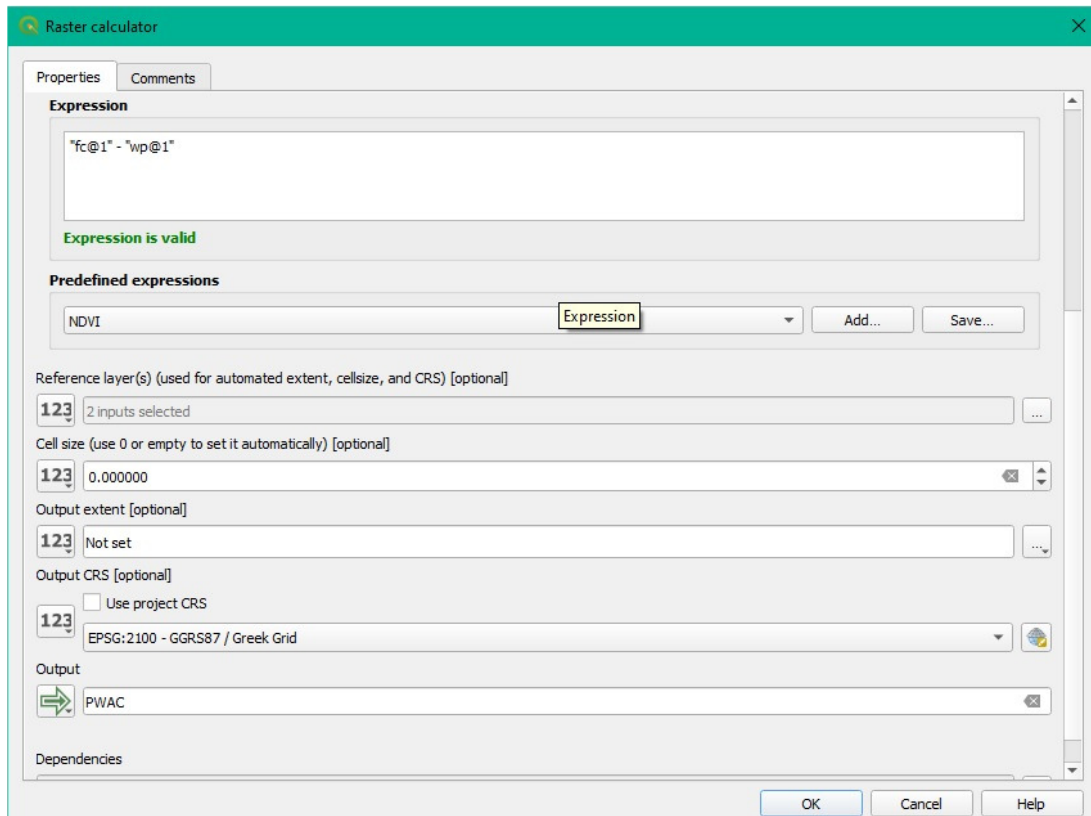 Raster calculator
Properties
Comments
Expression
"fc@1" - "wp@1"
Expression is valid
Predefined expressions
NDVI
Expression
Add...
Save...
Reference layer(s) (used for automated extent, cellsize, and CRS) [optional]
123
2 inputs selected
...
Cell size (use 0 or empty to set it automatically) [optional]
123
0.000000
Output extent [optional]
123
Not set
...
Output CRS [optional]
Use project CRS
123
EPSG:2100 - GGRS87 / Greek Grid
Output
PWAC
Dependencies
OK
Cancel
Help